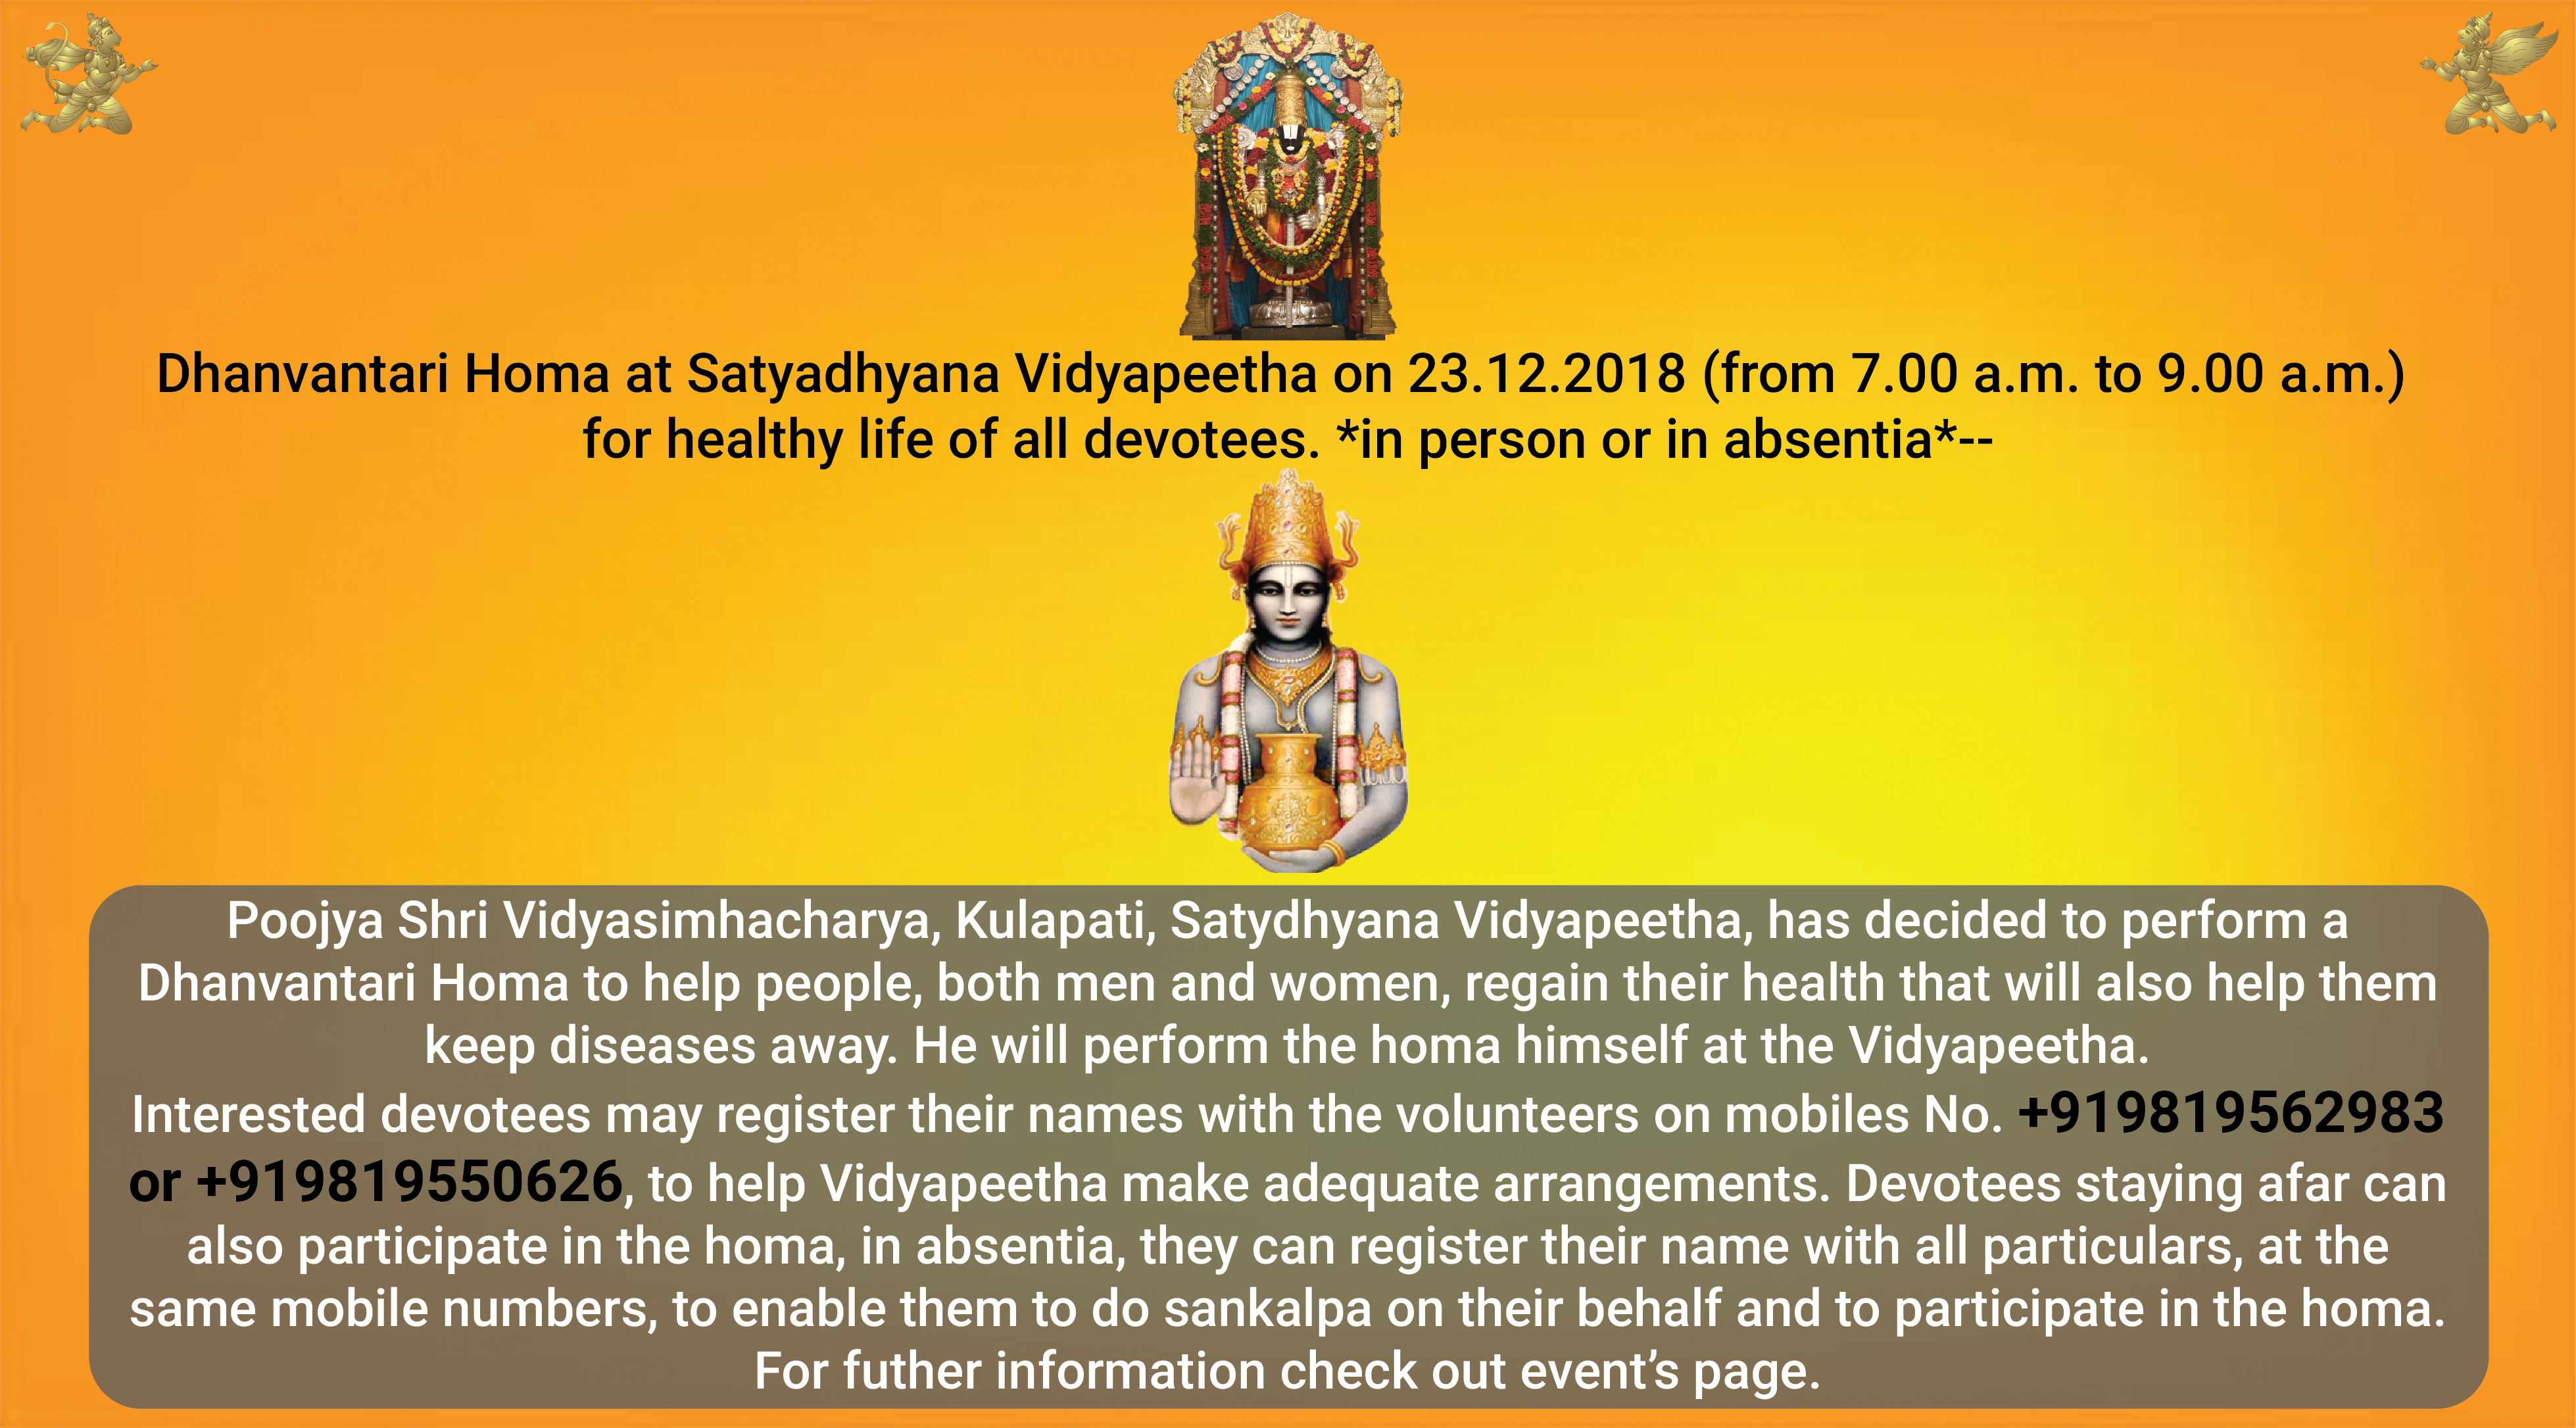 Dhanvantari Homa at Satyadhyana Vidyapeetha on 23.12.2018 (from 7.00 a.m. to 9.00 a.m.)
for healthy life of all devotees. *in person or in absentia*--
Poojya Shri Vidyasimhacharya, Kulapati, Satydhyana Vidyapeetha, has decided to perform a
Dhanvantari Homa to help people, both men and women, regain their health that will also help them
keep diseases away. He will perform the homa himself at the Vidyapeetha.
Interested devotees may register their names with the volunteers on mobiles No. +919819562983
or +919819550626, to help Vidyapeetha make adequate arrangements. Devotees staying afar can
also participate in the homa, in absentia, they can register their name with all particulars, at the
same mobile numbers, to enable them to do sankalpa on their behalf and to participate in the homa.
For futher information check out event’s page.